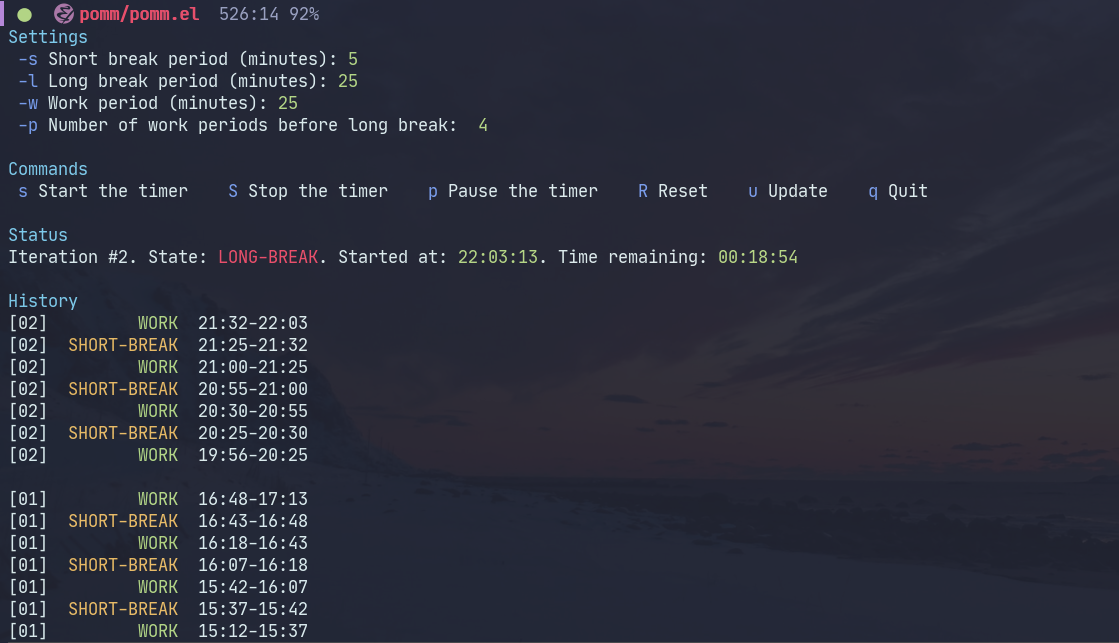 pomm/pomm.el 526:14 92%
Settings
-s Short break period (minutes): 5
-l Long break period (minutes): 25
-w Work period (minutes): 25
-p Number of work periods before long break: 4
Commands
s Start the timer S Stop the timer p Pause the timer R Reset u Update q Quit
Status
Iteration #2. State: LONG-BREAK. Started at: 22:03:13. Time remaining: 00:18:54
History
[02] WORK 21:32-22:03
[02] SHORT-BREAK 21:25-21:32
[02] WORK 21:00-21:25
[02] SHORT-BREAK 20:55-21:00
[02] WORK 20:30-20:55
[02] SHORT-BREAK 20:25-20:30
[02] WORK 19:56-20:25
[01] WORK 16:48-17:13
[01] SHORT-BREAK 16:43-16:48
[01] WORK 16:18-16:43
[01] SHORT-BREAK 16:07-16:18
[01] WORK 15:42-16:07
[01] SHORT-BREAK 15:37-15:42
[01] WORK 15:12-15:37